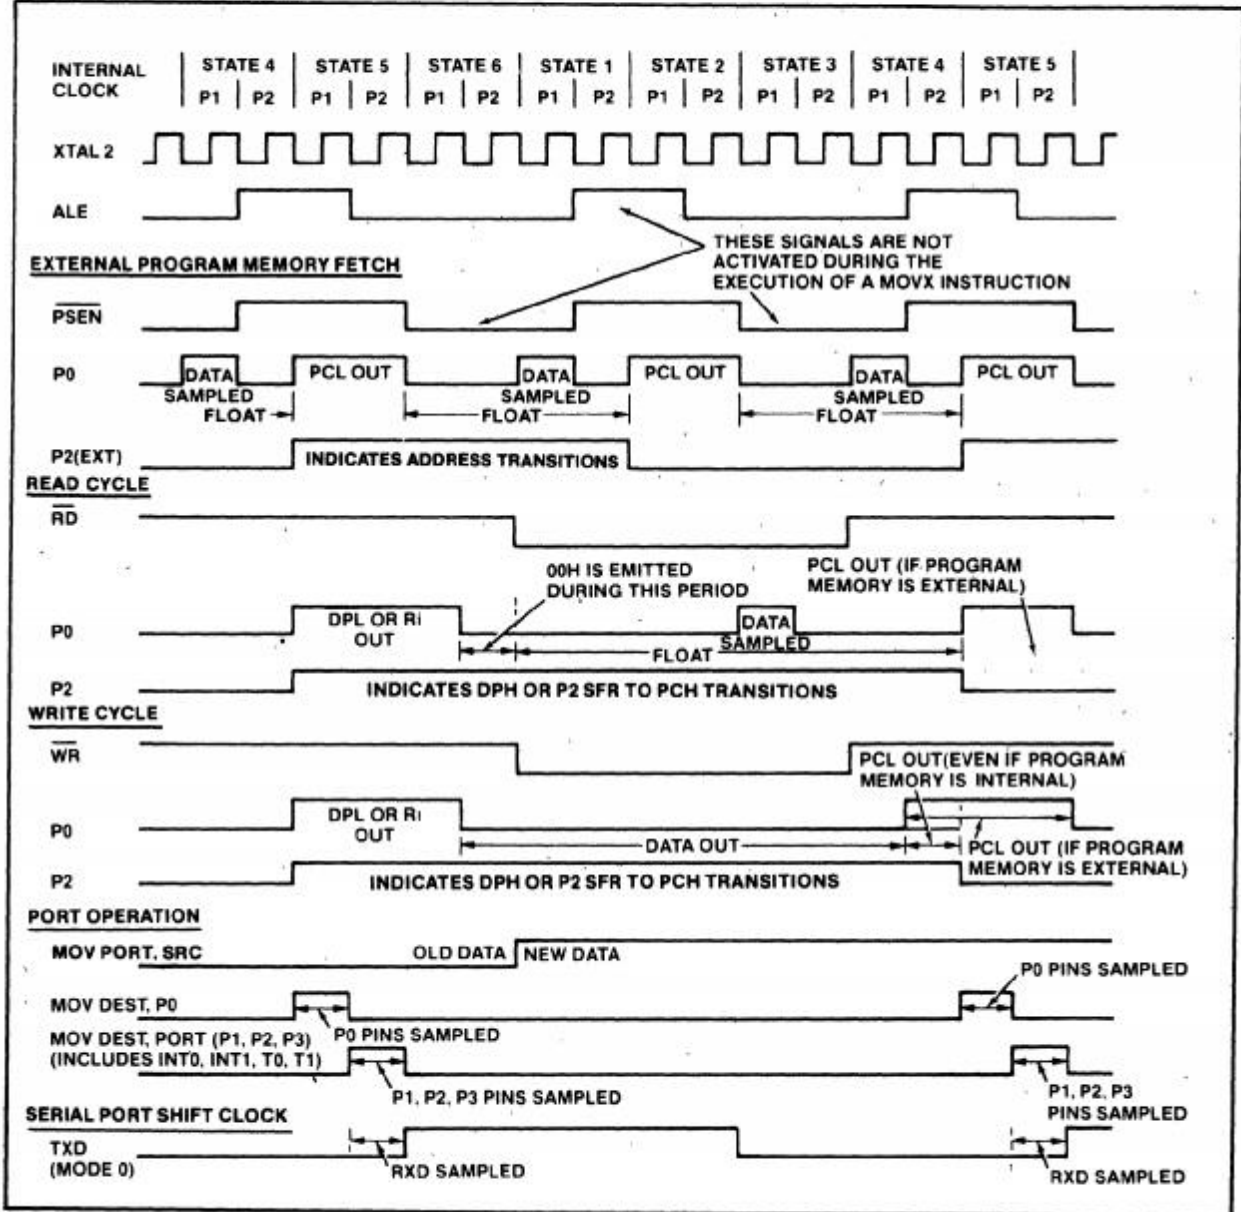 INTERNAL CLOCK
STATE 4 STATE 5 STATE 6 STATE 1 STATE 2 STATE 3 STATE 4 STATE 5
P1 P2 P1 P2 P1 P2 P1 P2 P1 P2 P1 P2 P1 P2 P1 P2
XTAL 2
ALE
THESE SIGNALS ARE NOT
ACTIVATED DURING THE
EXECUTION OF A MOVX INSTRUCTION
EXTERNAL PROGRAM MEMORY FETCH
PSEN
P0
DATA PCL OUT DATA PCL OUT DATA PCL OUT
SAMPLED SAMPLED SAMPLED
FLOAT FLOAT FLOAT
P2(EXT)
INDICATES ADDRESS TRANSITIONS
READ CYCLE
RD
00H IS EMITTED
DURING THIS PERIOD
PCL OUT (IF PROGRAM
MEMORY IS EXTERNAL)
P0
DPL OR Ri
OUT
DATA
SAMPLED
FLOAT
P2
INDICATES DPH OR P2 SFR TO PCH TRANSITIONS
WRITE CYCLE
WR
PCL OUT(EVEN IF PROGRAM
MEMORY IS INTERNAL)
P0
DPL OR Ri
OUT
DATA OUT
PCL OUT (IF PROGRAM
MEMORY IS EXTERNAL)
P2
INDICATES DPH OR P2 SFR TO PCH TRANSITIONS
PORT OPERATION
MOV PORT, SRC
OLD DATA NEW DATA
P0 PINS SAMPLED
MOV DEST, P0
P0 PINS SAMPLED
MOV DEST, PORT (P1, P2, P3)
(INCLUDES INT0, INT1, T0, T1)
P1, P2, P3 PINS SAMPLED
P1, P2, P3
PINS SAMPLED
SERIAL PORT SHIFT CLOCK
TXD
(MODE 0)
RXD SAMPLED
RXD SAMPLED